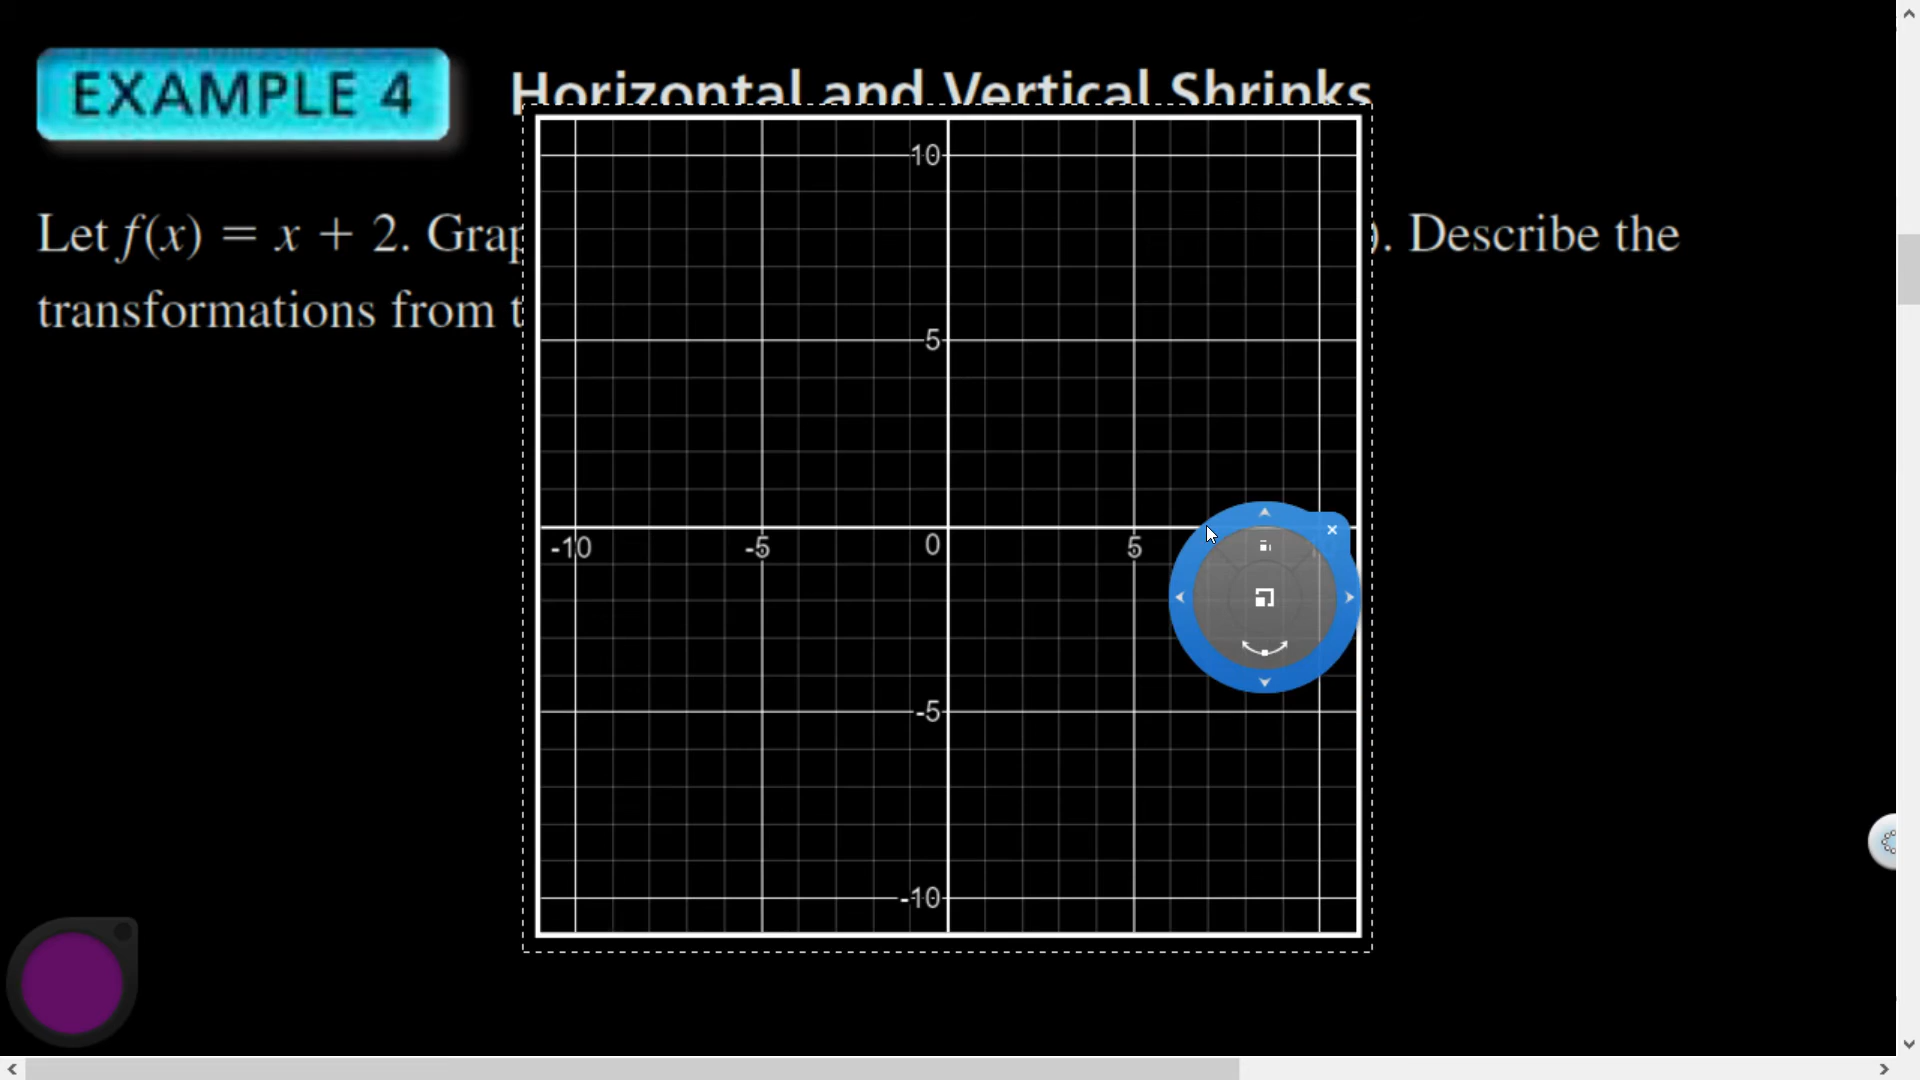 EXAMPLE 4
Horizontal and Vertical Shrinks
Let f(x) = x + 2. Grap ). Describe the
transformations from t
10
5
-10 -5 0 5
-5
-10